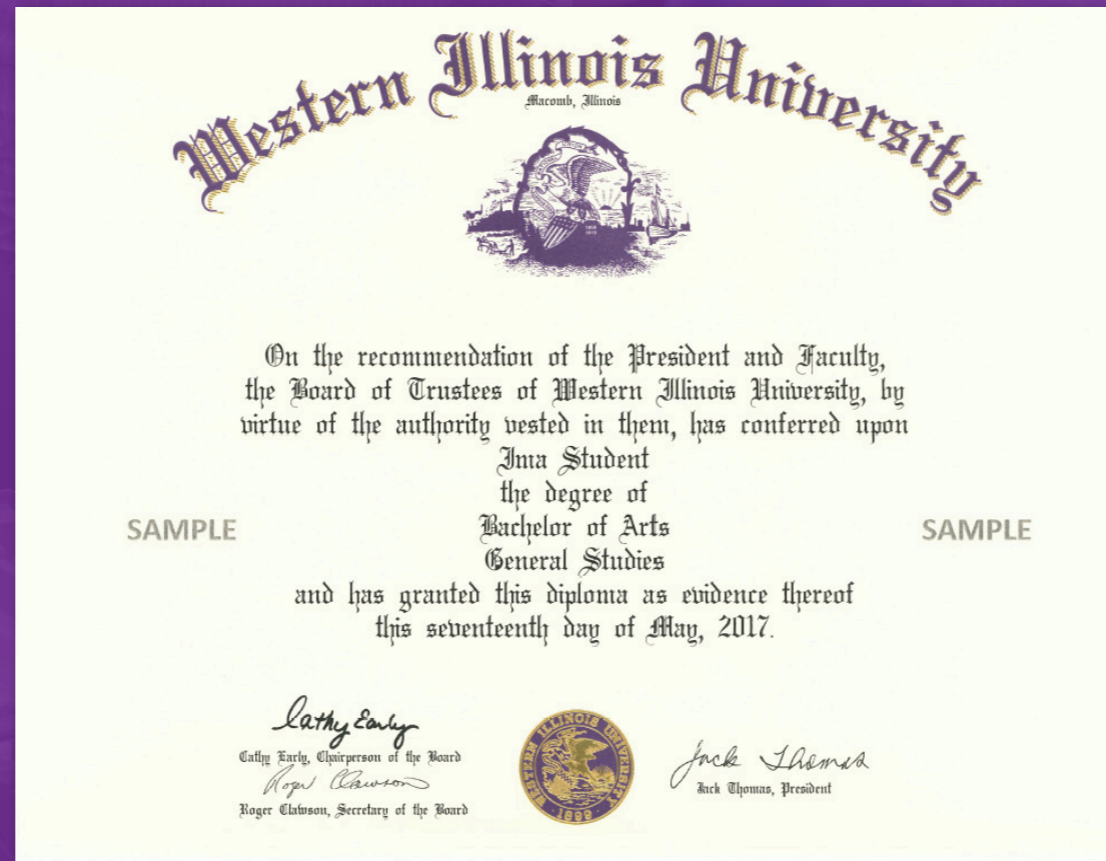 Western Illinois University
Macomb, Illinois
On the recommendation of the President and Faculty,
the Board of Trustees of Western Illinois University, by
virtue of the authority vested in them, has conferred upon
Ima Student
the degree of
Bachelor of Arts
General Studies
and has granted this diploma as evidence thereof
this seventeenth day of May, 2017.
SAMPLE
SAMPLE
Cathy Early
Cathy Early, Chairperson of the Board
Roger Clawson
Roger Clawson, Secretary of the Board
WESTERN ILLINOIS UNIVERSITY
1899
Jack Thomas
Jack Thomas, President